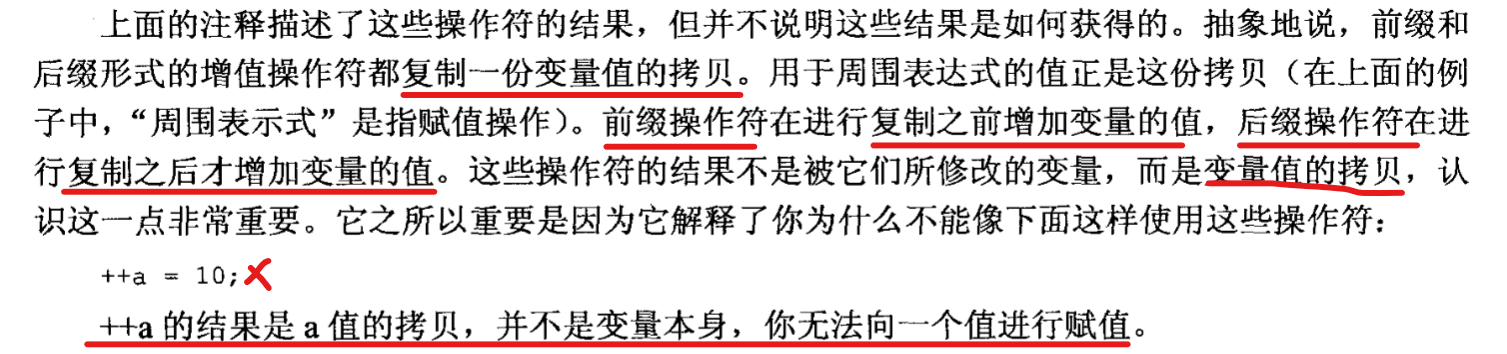 上面的注释描述了这些操作符的结果，但并不说明这些结果是如何获得的。抽象地说，前缀和
后缀形式的增值操作符都复制一份变量值的拷贝。用于周围表达式的值正是这份拷贝（在上面的例
子中，“周围表示式”是指赋值操作）。前缀操作符在进行复制之前增加变量的值，后缀操作符在进
行复制之后才增加变量的值。这些操作符的结果不是被它们所修改的变量，而是变量值的拷贝，认
识这一点非常重要。它之所以重要是因为它解释了你为什么不能像下面这样使用这些操作符：
++a = 10;
++a 的结果是 a 值的拷贝，并不是变量本身，你无法向一个值进行赋值。